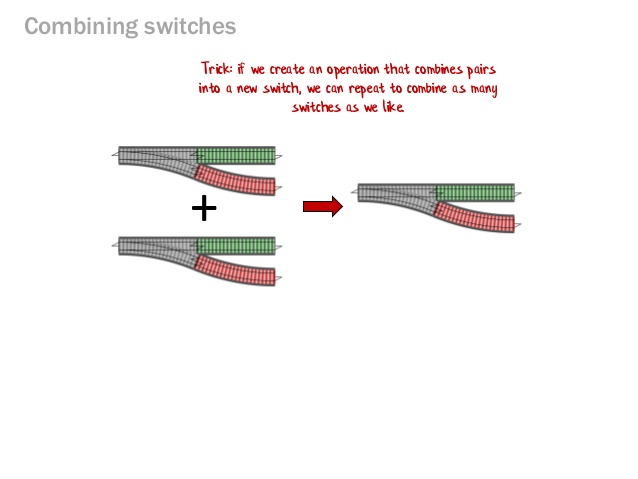 Combining switches
Trick: if we create an operation that combines pairs
into a new switch, we can repeat to combine as many
switches as we like.
+